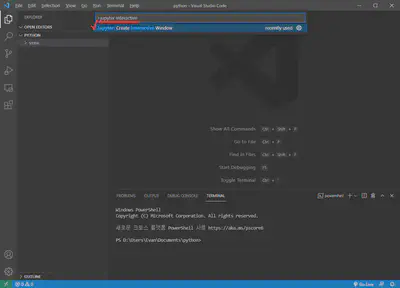 File Edit Selection View Go Run Terminal Help
python - Visual Studio Code
EXPLORER
>jupyter interactive
Jupyter: Create Interactive Window
recently used
OPEN EDITORS
PYTHON
Show All Commands Ctrl + Shift + P
Go to File Ctrl + P
Find in Files Ctrl + Shift + F
Start Debugging F5
Toggle Terminal Ctrl +
PROBLEMS OUTPUT DEBUG CONSOLE TERMINAL
powershell
Windows PowerShell
Copyright (C) Microsoft Corporation. All rights reserved.
새로운 크로스 플랫폼 PowerShell 사용 https://aka.ms/pscore6
PS D:\Evan\Documents\python>
OUTLINE
0 0
Go Live